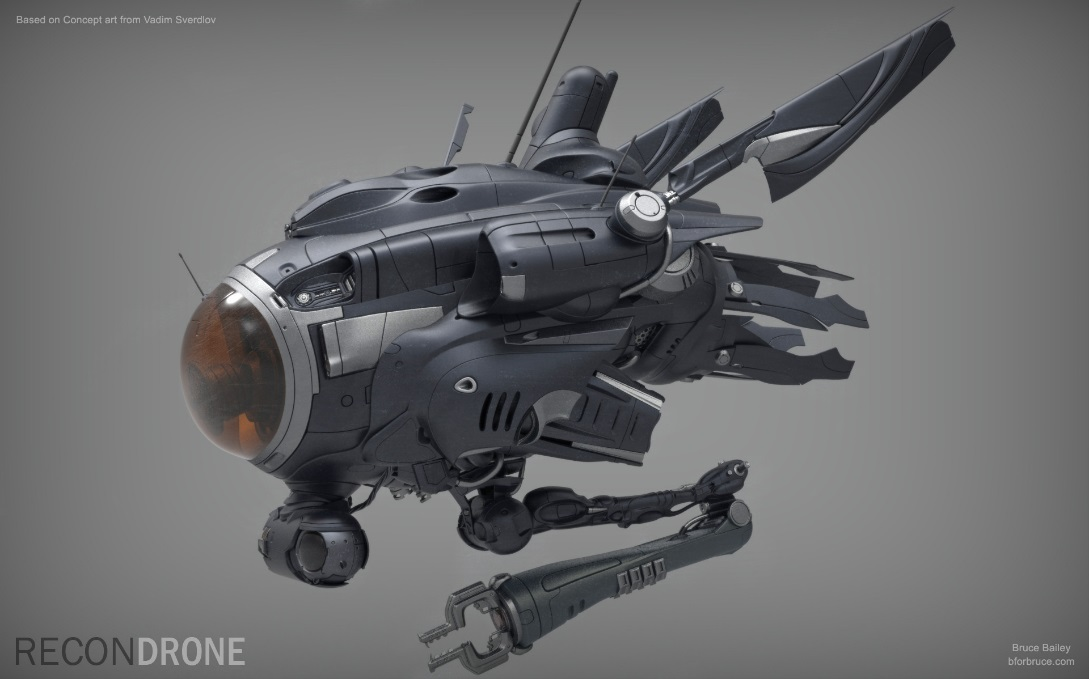 Based on Concept art from Vadim Sverdlov
RECONDRONE
Bruce Bailey
bforbruce.com